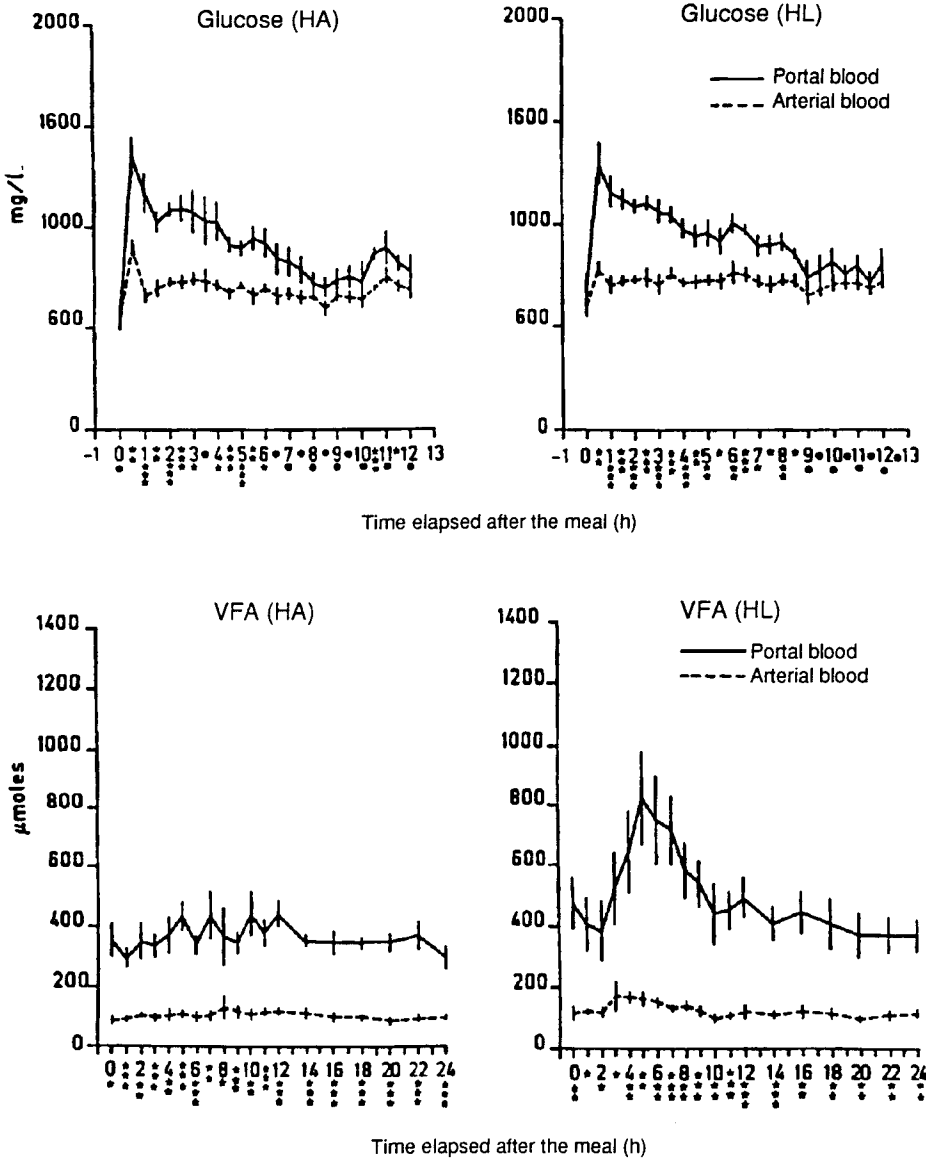 Glucose (HA)
2000
1600
1000
600
0
mg/l.
-1 0 1 2 3 4 5 6 7 8 9 10 11 12 13
Glucose (HL)
Portal blood
Arterial blood
2000
1600
1000
600
0
-1 0 1 2 3 4 5 6 7 8 9 10 11 12 13
Time elapsed after the meal (h)
VFA (HA)
1400
1200
1000
800
600
400
200
0
µmoles
0 2 4 6 8 10 12 14 16 18 20 22 24
VFA (HL)
Portal blood
Arterial blood
1400
1200
1000
800
600
400
200
0
0 2 4 6 8 10 12 14 16 18 20 22 24
Time elapsed after the meal (h)